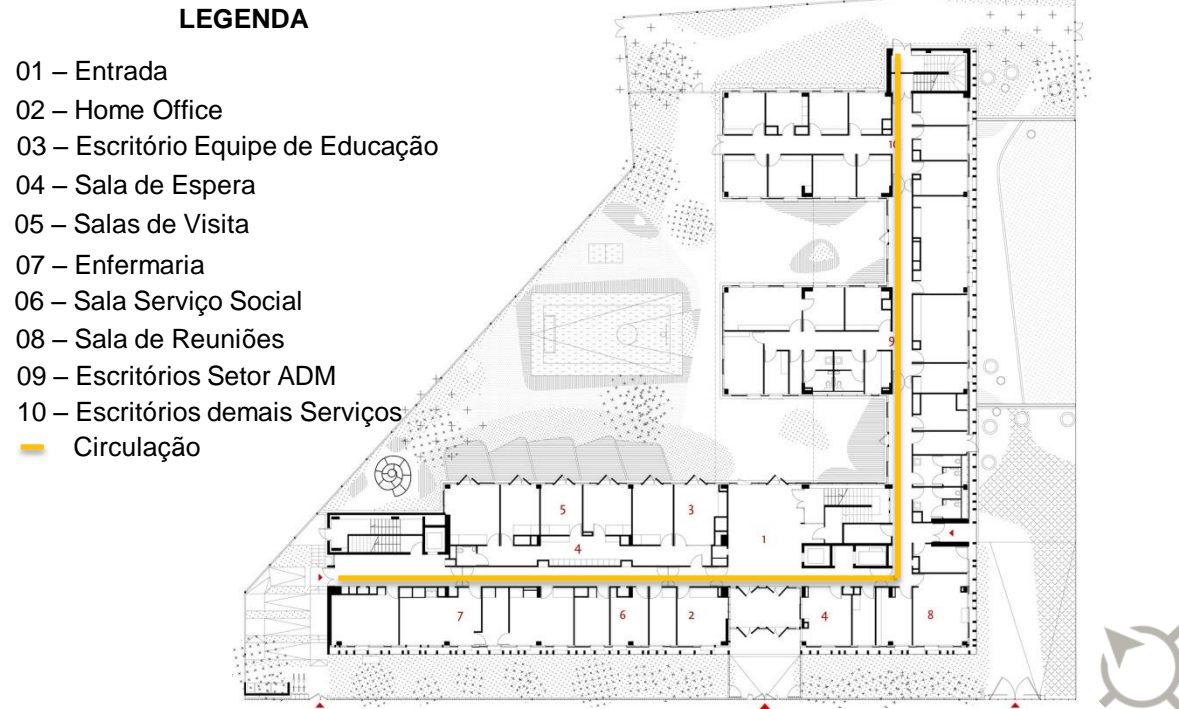 LEGENDA
01 – Entrada
02 – Home Office
03 – Escritório Equipe de Educação
04 – Sala de Espera
05 – Salas de Visita
07 – Enfermaria
06 – Sala Serviço Social
08 – Sala de Reuniões
09 – Escritórios Setor ADM
10 – Escritórios demais Serviços
Circulação
10
9
5
3
1
4
7
6
2
4
8